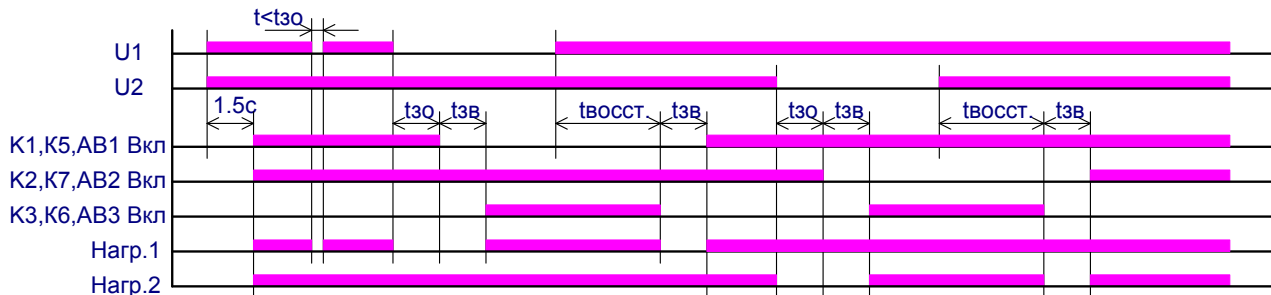 t<tзо
U1
U2
1.5с
tзо tзв tвосст. tзв tзо tзв tвосст. tзв
К1,К5,АВ1 Вкл
К2,К7,АВ2 Вкл
К3,К6,АВ3 Вкл
Нагр.1
Нагр.2